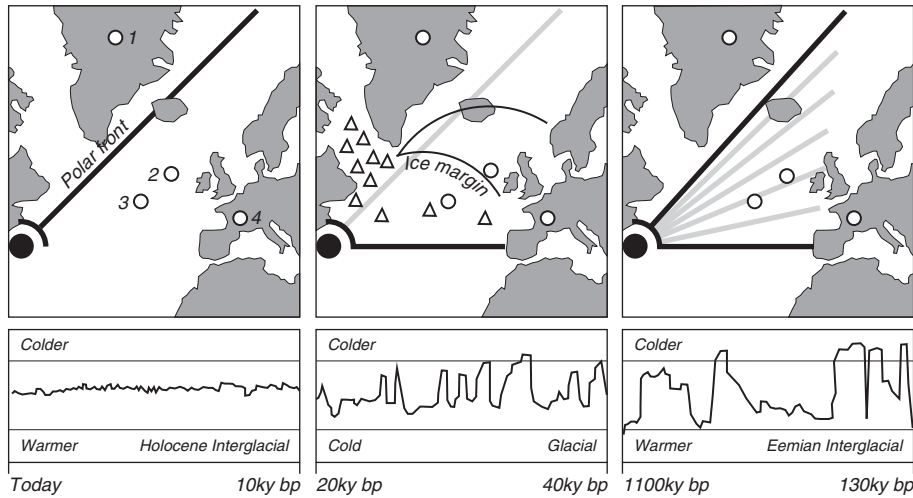 1
Polar front
2
3
4
Ice margin
Colder
Warmer Holocene Interglacial
Today 10ky bp
Cold Glacial
20ky bp 40ky bp
Colder
Warmer Eemian Interglacial
1100ky bp 130ky bp